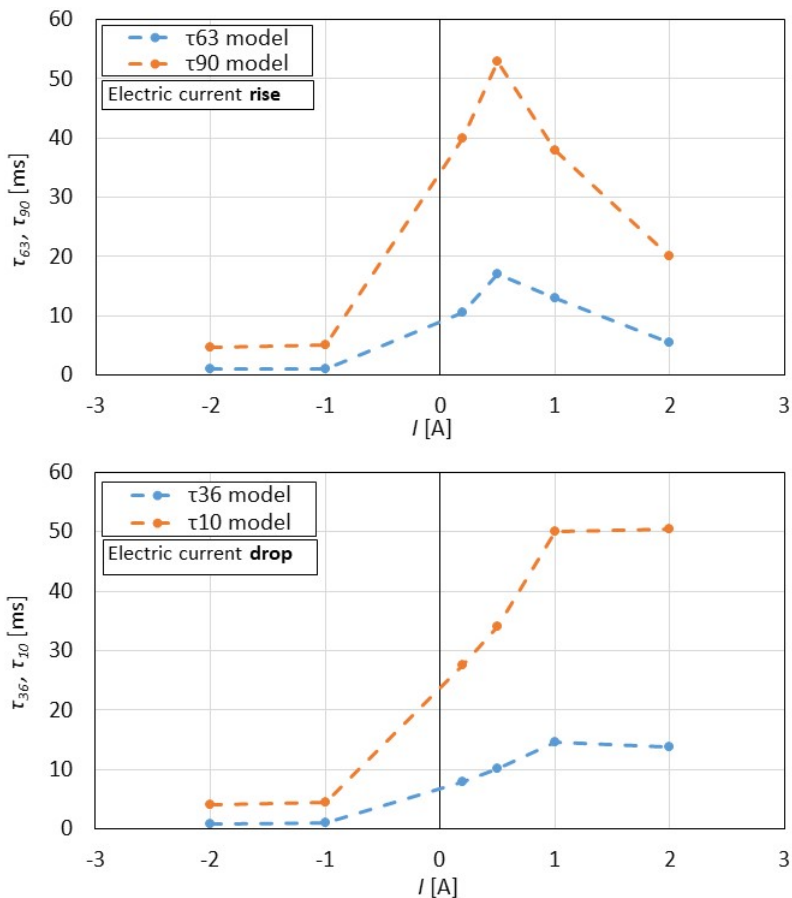 60
50
40
30
20
10
0
τ63, τ90 [ms]
τ63 model
τ90 model
Electric current rise
-3 -2 -1 0 1 2 3
I [A]
60
50
40
30
20
10
0
τ36, τ10 [ms]
τ36 model
τ10 model
Electric current drop
-3 -2 -1 0 1 2 3
I [A]